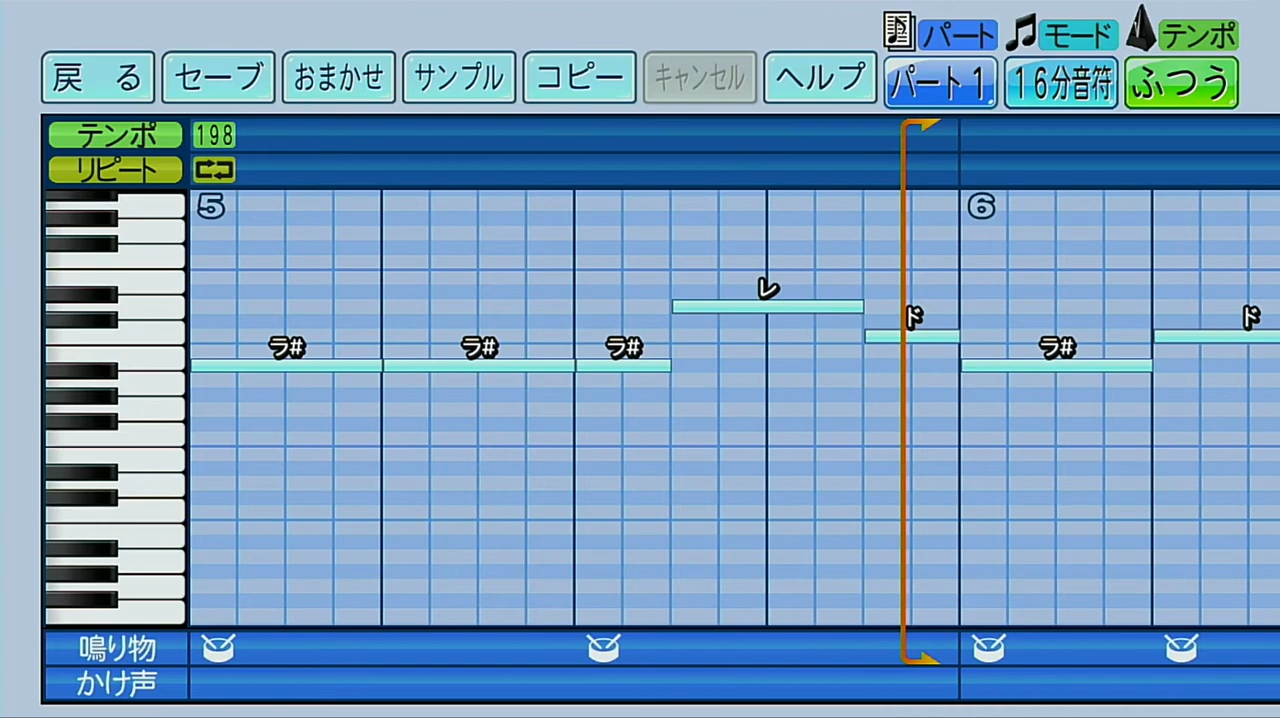 パート モード テンポ
戻る セーブ おまかせ サンプル コピー キャンセル ヘルプ パート1 16分音符 ふつう
テンポ 198
リピート
5 6
レ
ド ド
ラ# ラ# ラ# ラ#
鳴り物
かけ声